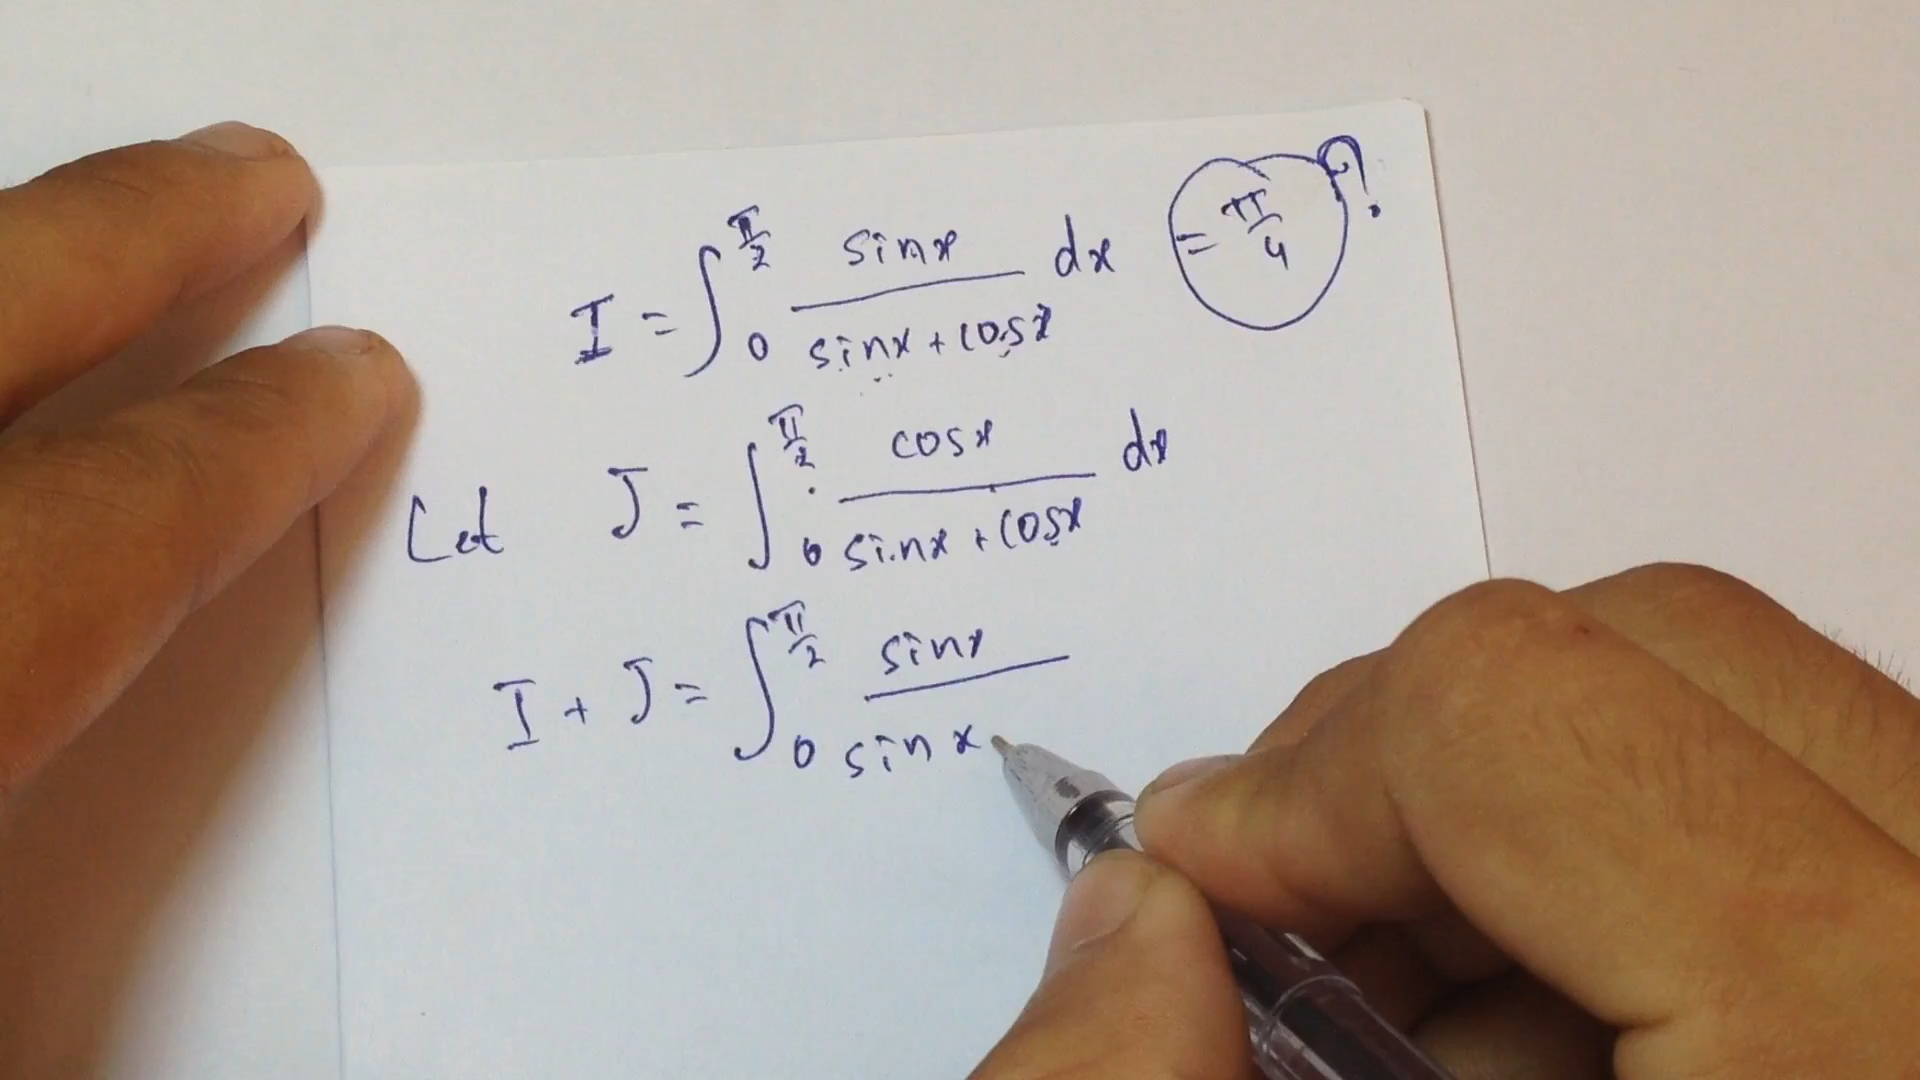 I = ∫₀^{π/2} sinx / (sinx + cosx) dx = π/4 ?
Let J = ∫₀^{π/2} cosx / (sinx + cosx) dx
I + J = ∫₀^{π/2} sinx / sinx